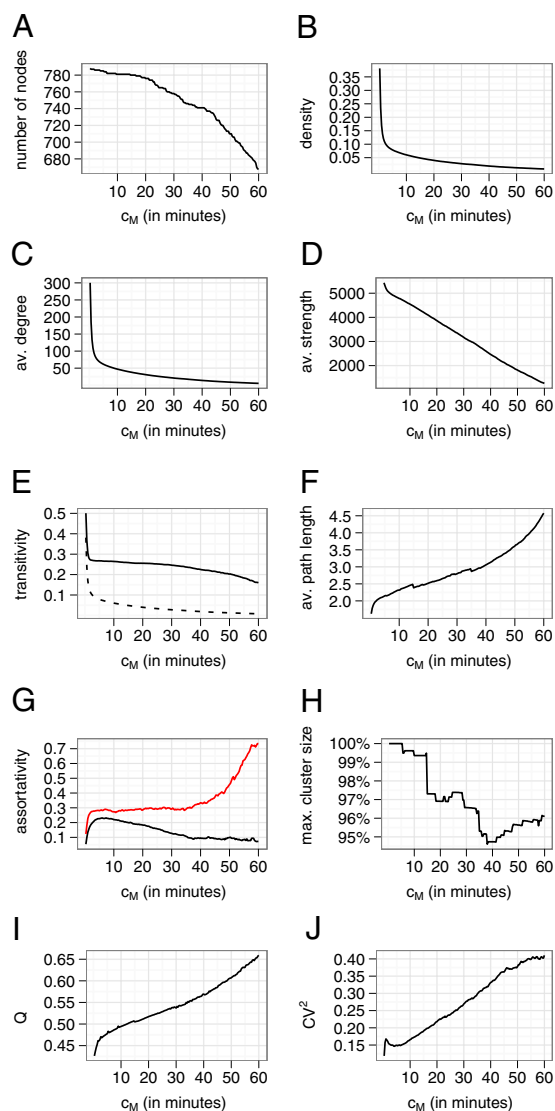 A
number of nodes
780
760
740
720
700
680
10 20 30 40 50 60
c_M (in minutes)
B
density
0.35
0.30
0.25
0.20
0.15
0.10
0.05
10 20 30 40 50 60
c_M (in minutes)
C
av. degree
300
250
200
150
100
50
10 20 30 40 50 60
c_M (in minutes)
D
av. strength
5000
4000
3000
2000
10 20 30 40 50 60
c_M (in minutes)
E
transitivity
0.5
0.4
0.3
0.2
0.1
10 20 30 40 50 60
c_M (in minutes)
F
av. path length
4.5
4.0
3.5
3.0
2.5
2.0
10 20 30 40 50 60
c_M (in minutes)
G
assortativity
0.7
0.6
0.5
0.4
0.3
0.2
0.1
10 20 30 40 50 60
c_M (in minutes)
H
max. cluster size
100%
99%
98%
97%
96%
95%
10 20 30 40 50 60
c_M (in minutes)
I
Q
0.65
0.60
0.55
0.50
0.45
10 20 30 40 50 60
c_M (in minutes)
J
CV²
0.40
0.35
0.30
0.25
0.20
0.15
10 20 30 40 50 60
c_M (in minutes)